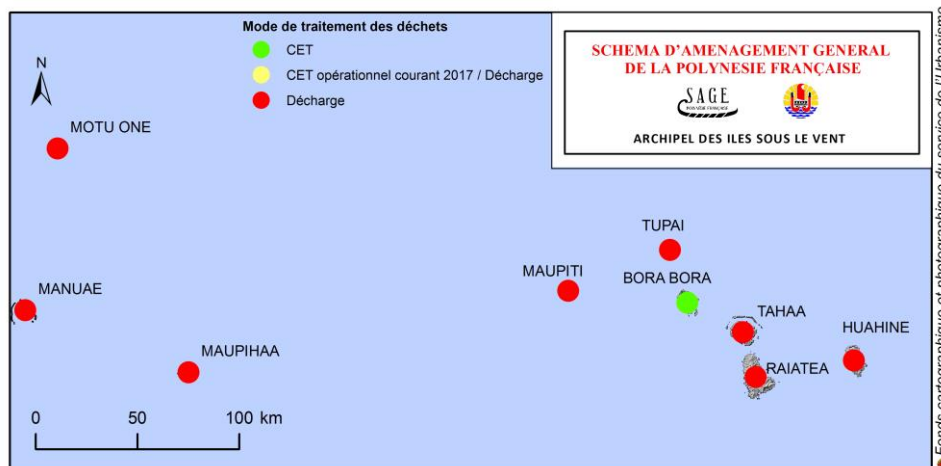 Mode de traitement des déchets
CET
CET opérationnel courant 2017 / Décharge
Décharge
SCHEMA D'AMENAGEMENT GENERAL
DE LA POLYNESIE FRANÇAISE
SAGE
POLYNÉSIE FRANÇAISE
ARCHIPEL DES ILES SOUS LE VENT
N
MOTU ONE
TUPAI
MAUPITI
BORA BORA
MANUAE
TAHAA
HUAHINE
MAUPIHAA
RAIATEA
0 50 100 km
Fonds cartographique et photographique du service de l'Urbanisme